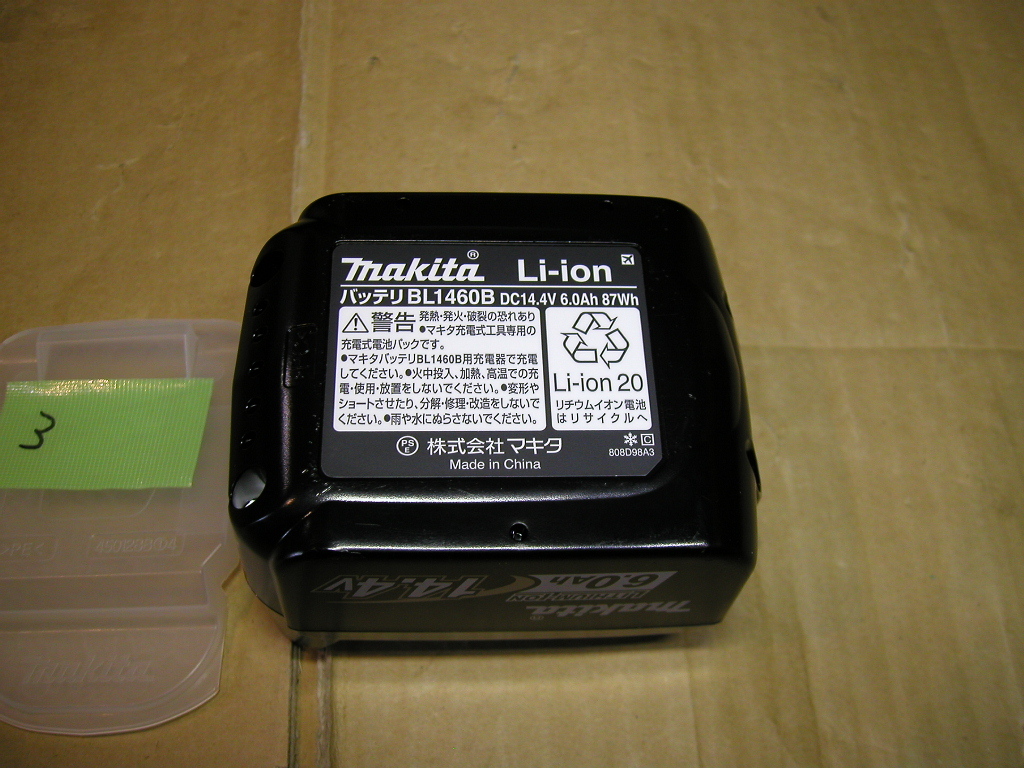 makita® Li-ion
バッテリ BL1460B DC14.4V 6.0Ah 87Wh
警告 発熱・発火・破裂の恐れあり
●マキタ充電式工具専用の
充電式電池パックです。
●マキタバッテリBL1460B用充電器で充電
してください。●火中投入、加熱、高温での充
電・使用・放置をしないでください。●変形や
ショートさせたり、分解・修理・改造をしないで
ください。●雨や水にぬらさないでください。
Li-ion 20
リチウムイオン電池
はリサイクルへ
PSE 株式会社マキタ
C
Made in China
808D98A3
3
>PE<
makita
makita®
6.0Ah
LITHIUM-ION
14.4V